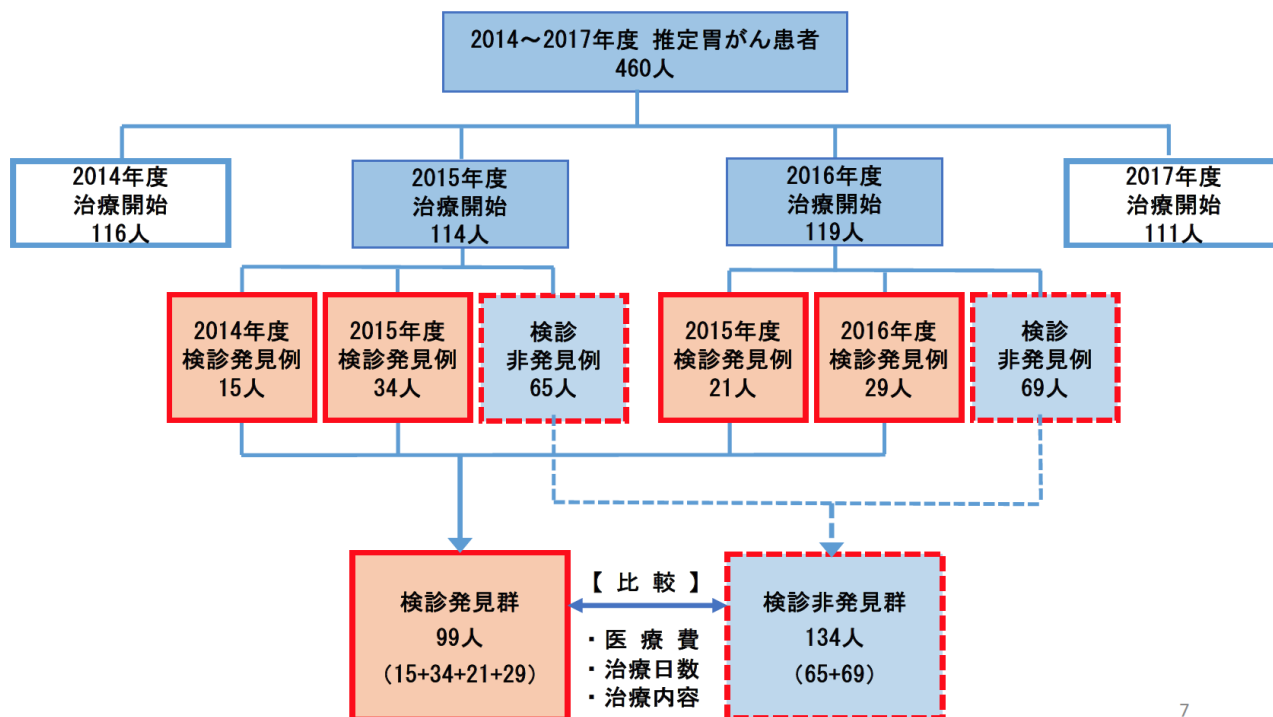 2014～2017年度 推定胃がん患者
460人
2014年度
治療開始
116人
2015年度
治療開始
114人
2016年度
治療開始
119人
2017年度
治療開始
111人
2014年度
検診発見例
15人
2015年度
検診発見例
34人
検診
非発見例
65人
2015年度
検診発見例
21人
2016年度
検診発見例
29人
検診
非発見例
69人
検診発見群
99人
(15+34+21+29)
【 比 較 】
・医 療 費
・治療日数
・治療内容
検診非発見群
134人
(65+69)
7